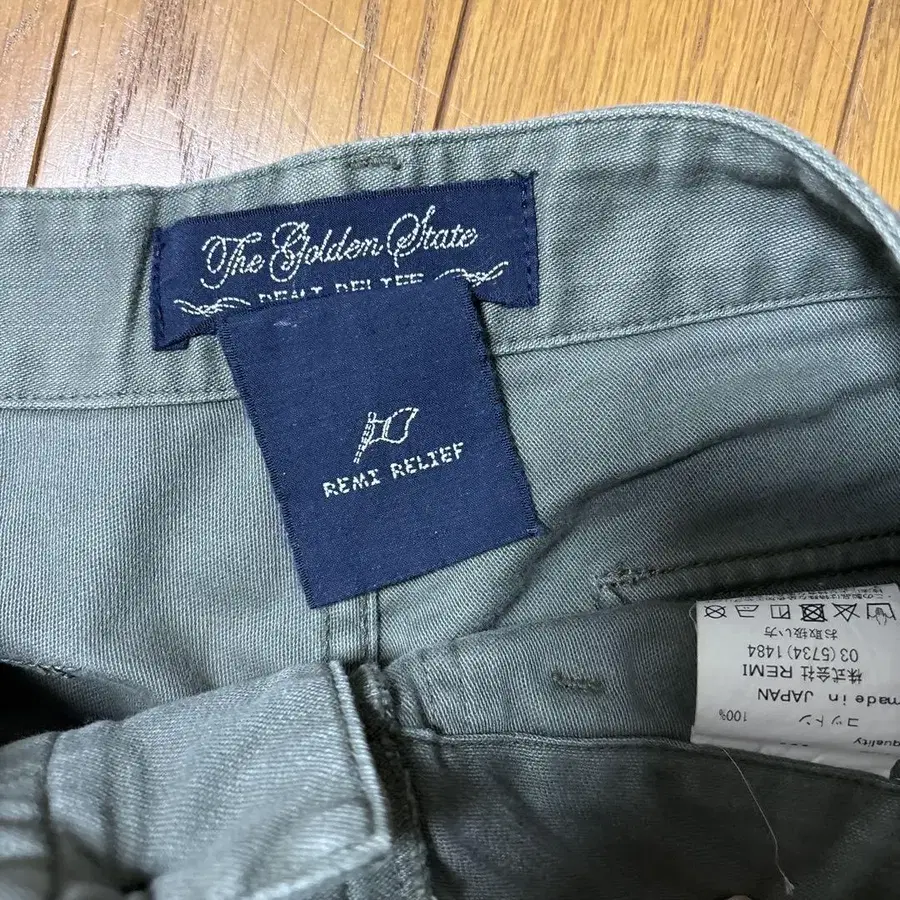 The Golden State
REMI RELIEF
REMI RELIEF
quality
コットン 100%
made in JAPAN
株式会社 REMI
03 (5734) 1484
お取扱い方